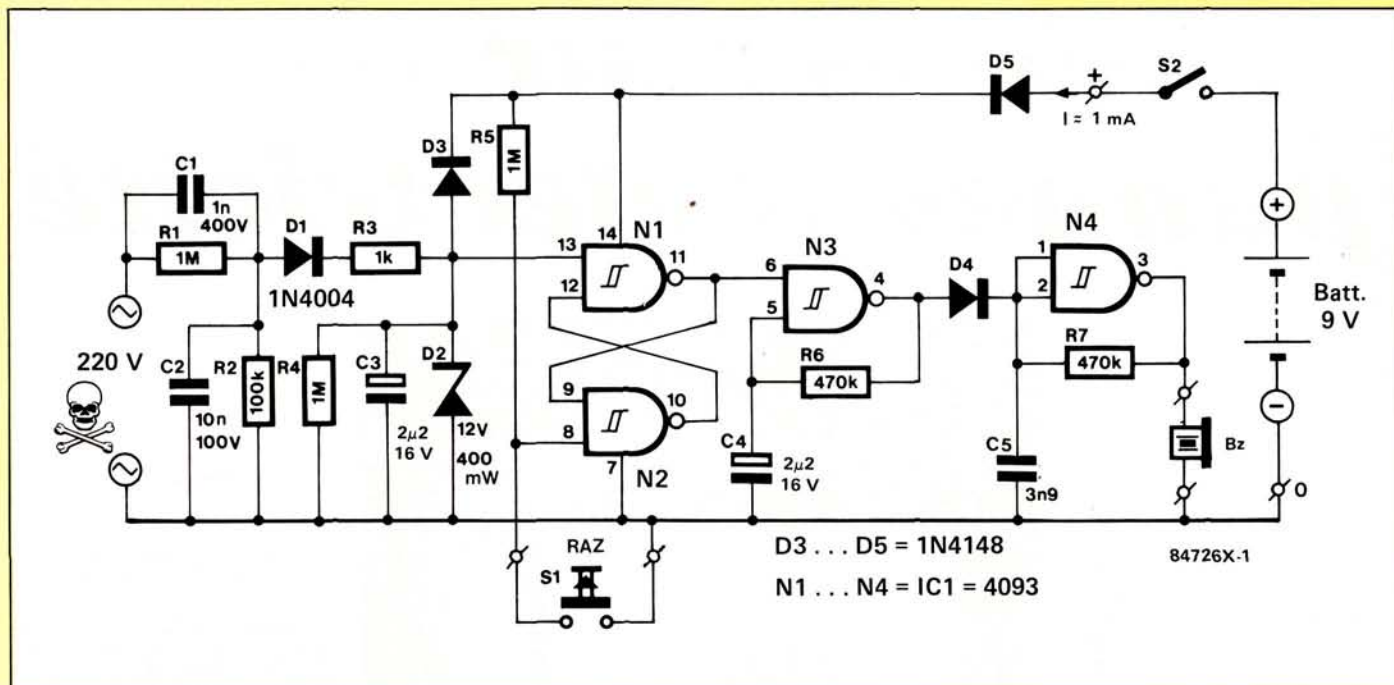 D5
+
S2
I ≈ 1 mA
R5
1M
D3
C1
1n
400V
R1
1M
D1
R3
1k
1N4004
13
14
N1
11
12
6
N3
4
5
D4
1
N4
3
2
+
Batt.
9 V
220 V
C2
10n
100V
R2
100k
R4
1M
C3
2µ2
16 V
D2
12V
400
mW
9
10
8
7
N2
R6
470k
R7
470k
C4
2µ2
16 V
C5
3n9
Bz
−
0
RAZ
S1
D3 . . . D5 = 1N4148
N1 . . . N4 = IC1 = 4093
84726X-1